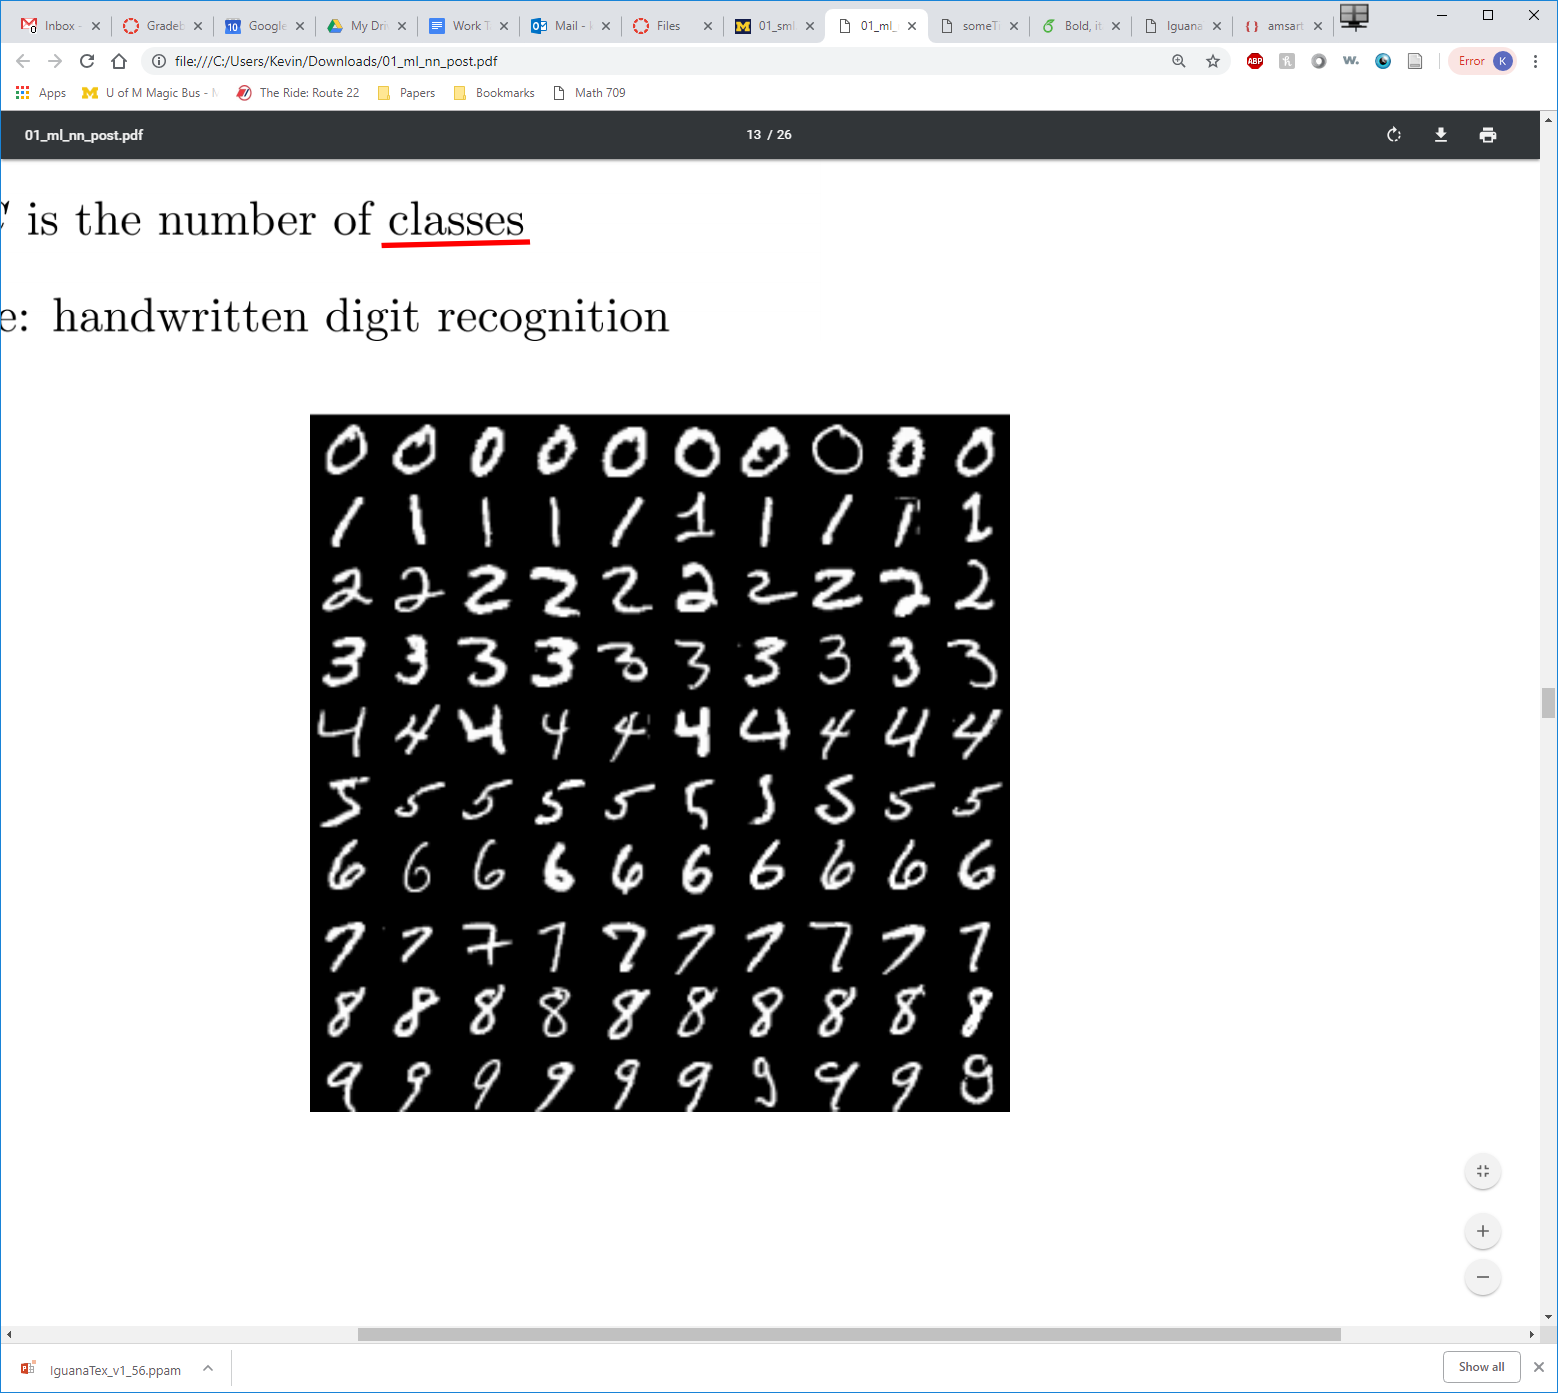 Inbox -
Gradeb
Google
My Dri
Work T
Mail - k
Files
01_sml
01_ml_
someTi
Bold, it
Iguana
amsart
file:///C:/Users/Kevin/Downloads/01_ml_nn_post.pdf
ABP
w.
Error K
Apps
U of M Magic Bus - M
The Ride: Route 22
Papers
Bookmarks
Math 709
01_ml_nn_post.pdf
13 / 26
C is the number of classes
e: handwritten digit recognition
0 0 0 0 0 0 0 0 0 0
1 1 1 1 1 1 1 1 1 1
2 2 2 2 2 2 2 2 2 2
3 3 3 3 3 3 3 3 3 3
4 4 4 4 4 4 4 4 4 4
5 5 5 5 5 5 5 5 5 5
6 6 6 6 6 6 6 6 6 6
7 7 7 7 7 7 7 7 7 7
8 8 8 8 8 8 8 8 8 8
9 9 9 9 9 9 9 9 9 9
IguanaTex_v1_56.ppam
Show all